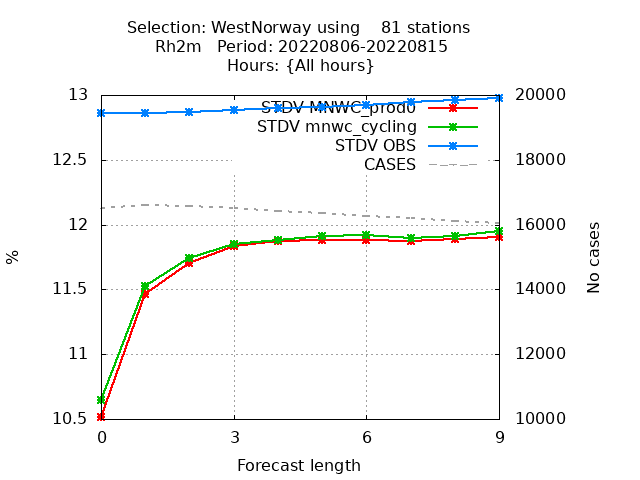 Selection: WestNorway using    81 stations
Rh2m   Period: 20220806-20220815
Hours: {All hours}
13
12.5
12
11.5
11
10.5
20000
18000
16000
14000
12000
10000
STDV MNWC_prod0
STDV mnwc_cycling
STDV OBS
CASES
%
No cases
0
3
6
9
Forecast length